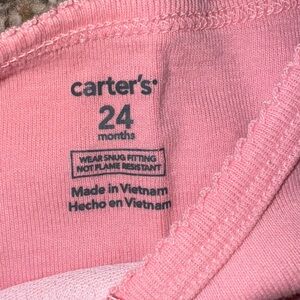 carter's
24
months
WEAR SNUG FITTING
NOT FLAME RESISTANT
Made in Vietnam
Hecho en Vietnam